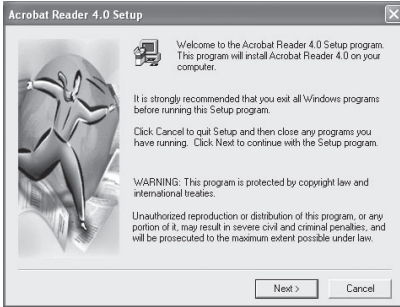 Acrobat Reader 4.0 Setup
Welcome to the Acrobat Reader 4.0 Setup program.
This program will install Acrobat Reader 4.0 on your
computer.
It is strongly recommended that you exit all Windows programs
before running this Setup program.
Click Cancel to quit Setup and then close any programs you
have running. Click Next to continue with the Setup program.
WARNING: This program is protected by copyright law and
international treaties.
Unauthorized reproduction or distribution of this program, or any
portion of it, may result in severe civil and criminal penalties, and
will be prosecuted to the maximum extent possible under law.
Next >
Cancel